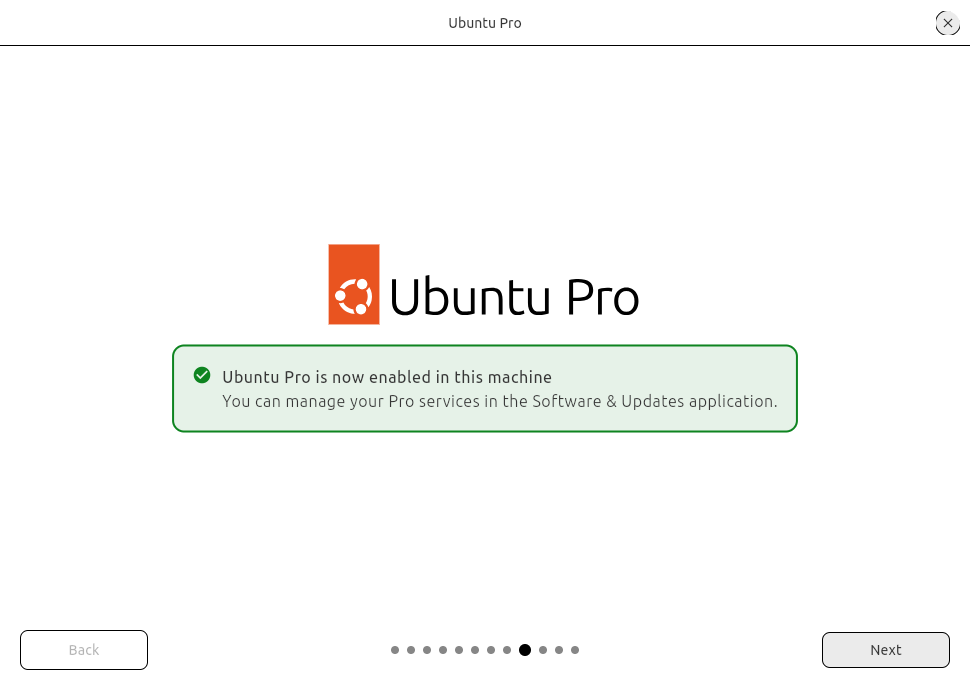 Ubuntu Pro
Ubuntu Pro
Ubuntu Pro is now enabled in this machine
You can manage your Pro services in the Software & Updates application.
Back
Next